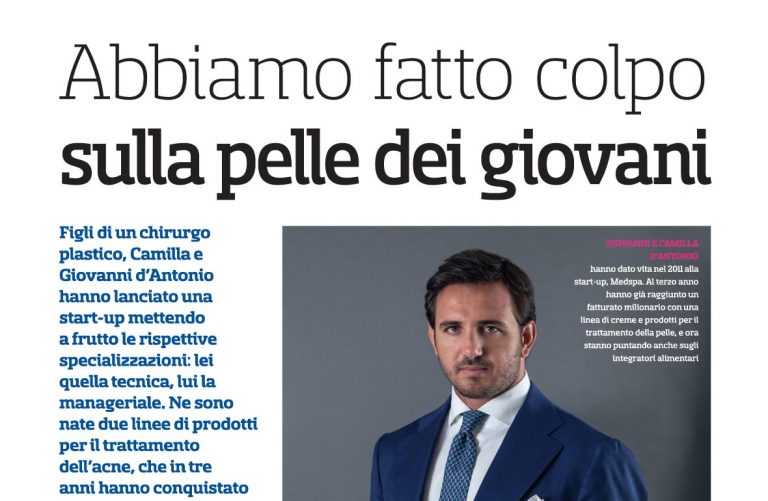 Abbiamo fatto colpo
sulla pelle dei giovani
Figli di un chirurgo
plastico, Camilla e
Giovanni d’Antonio
hanno lanciato una
start-up mettendo
a frutto le rispettive
specializzazioni: lei
quella tecnica, lui la
manageriale. Ne sono
nate due linee di prodotti
per il trattamento
dell’acne, che in tre
anni hanno conquistato
GIOVANNI E CAMILLA
D’ANTONIO
hanno dato vita nel 2011 alla
start-up, Medspa. Al terzo anno
hanno già raggiunto un
fatturato milionario con una
linea di creme e prodotti per il
trattamento della pelle, e ora
stanno puntando anche sugli
integratori alimentari